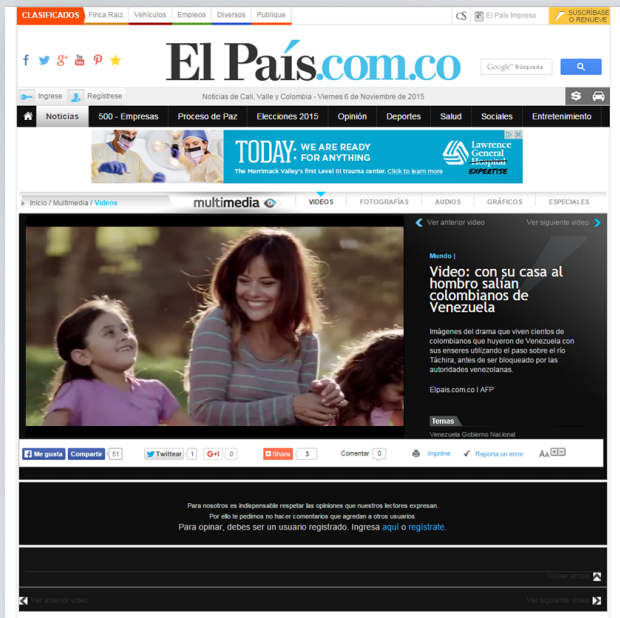 CLASIFICADOS Finca Raiz Vehículos Empleos Diversos Publique
CS El País Impreso SUSCRÍBASE
O RENUEVE
El País.com.co
Google™ Búsqueda
Ingrese Regístrese Noticias de Cali, Valle y Colombia - Viernes 6 de Noviembre de 2015
Noticias 500 - Empresas Proceso de Paz Elecciones 2015 Opinión Deportes Salud Sociales Entretenimiento
TODAY: WE ARE READY
FOR ANYTHING
The Merrimack Valley's first Level III trauma center. Click to learn more
Lawrence
General
Hospital
EXPERTISE
Inicio / Multimedia / Videos multimedia VIDEOS FOTOGRAFÍAS AUDIOS GRÁFICOS ESPECIALES
Ver anterior video Ver siguiente video
Mundo |
Video: con su casa al
hombro salían
colombianos de
Venezuela
Imágenes del drama que viven cientos de
colombianos que huyeron de Venezuela con
sus enseres utilizando el paso sobre el río
Táchira, antes de ser bloqueado por las
autoridades venezolanas.
Elpais.com.co I AFP
Temas
Venezuela Gobierno Nacional
Me gusta Compartir 51 Twittear 1 G+1 0 Share 3 Comentar 0 Imprime Reporta un error AA
Para nosotros es indispensable respetar las opiniones que nuestros lectores expresan.
Por ello te pedimos no hacer comentarios que agredan a otros usuarios.
Para opinar, debes ser un usuario registrado. Ingresa aquí o regístrate.
Volver arriba
Ver anterior video Ver siguiente video